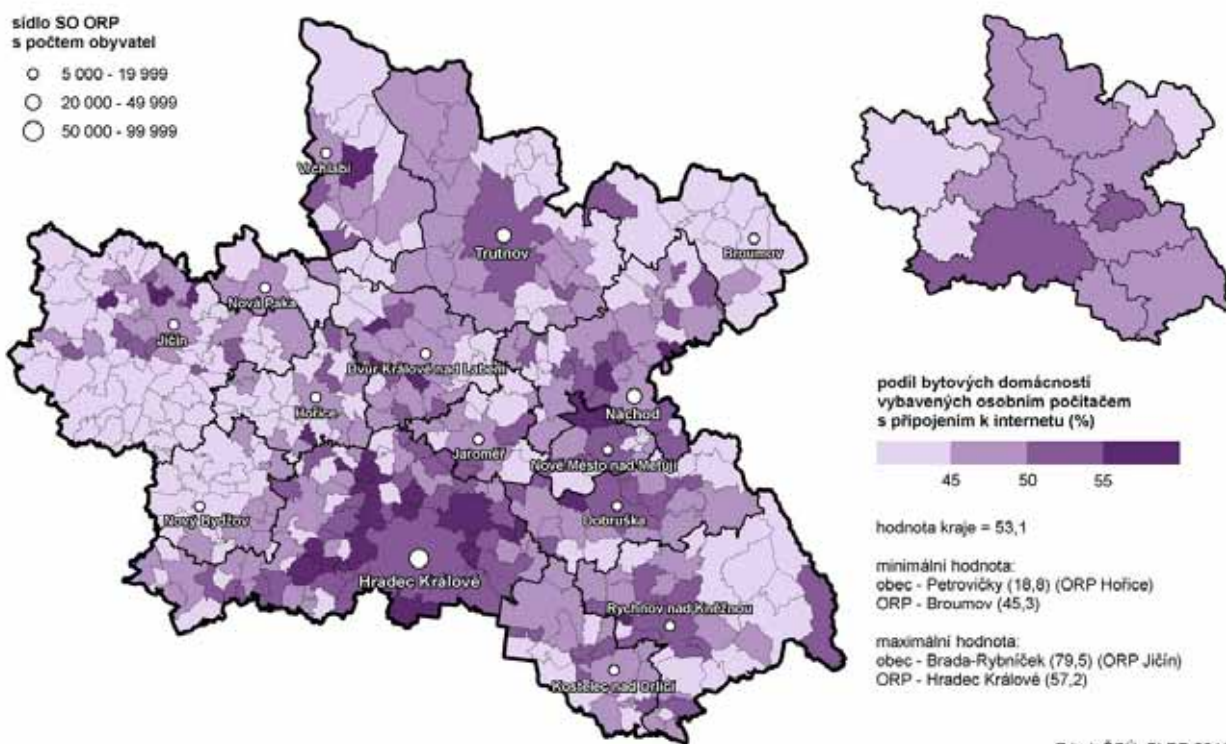 sídlo SO ORP
s počtem obyvatel
5 000 - 19 999
20 000 - 49 999
50 000 - 99 999
Vrchlabí
Trutnov
Broumov
Nová Paka
Jičín
Dvůr Králové nad Labem
Hořice
Náchod
Jaroměř
Nové Město nad Metují
Nový Bydžov
Dobruška
Hradec Králové
Rychnov nad Kněžnou
Kostelec nad Orlicí
podíl bytových domácností
vybavených osobním počítačem
s připojením k internetu (%)
45 50 55
hodnota kraje = 53,1
minimální hodnota:
obec - Petrovičky (18,8) (ORP Hořice)
ORP - Broumov (45,3)
maximální hodnota:
obec - Brada-Rybníček (79,5) (ORP Jičín)
ORP - Hradec Králové (57,2)